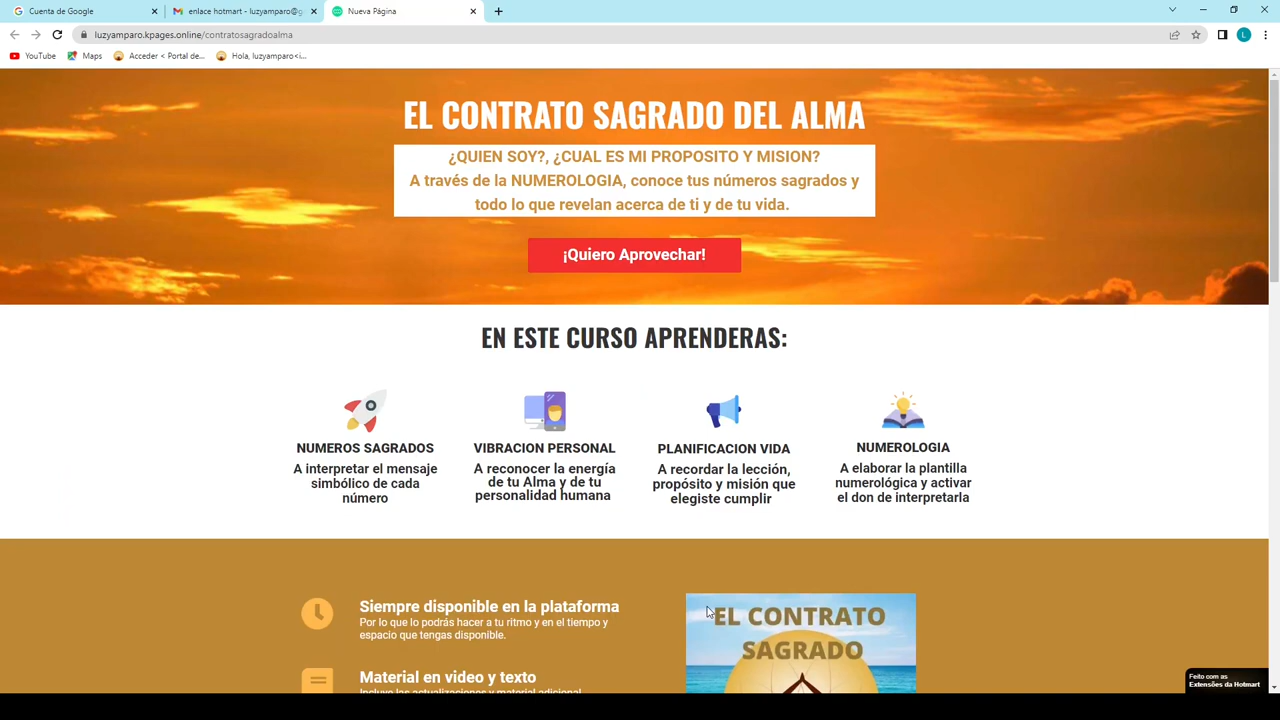 Cuenta de Google
enlace hotmart - luzyamparo@g
Nueva Página
luzyamparo.kpages.online/contratosagradoalma
L
YouTube
Maps
Acceder < Portal de...
Hola, luzyamparo<i...
EL CONTRATO SAGRADO DEL ALMA
¿QUIEN SOY?, ¿CUAL ES MI PROPOSITO Y MISION?
A través de la NUMEROLOGIA, conoce tus números sagrados y
todo lo que revelan acerca de ti y de tu vida.
¡Quiero Aprovechar!
EN ESTE CURSO APRENDERAS:
NUMEROS SAGRADOS
A interpretar el mensaje
simbólico de cada
número
VIBRACION PERSONAL
A reconocer la energía
de tu Alma y de tu
personalidad humana
PLANIFICACION VIDA
A recordar la lección,
propósito y misión que
elegiste cumplir
NUMEROLOGIA
A elaborar la plantilla
numerológica y activar
el don de interpretarla
Siempre disponible en la plataforma
Por lo que lo podrás hacer a tu ritmo y en el tiempo y
espacio que tengas disponible.
Material en video y texto
Incluye las actualizaciones y material adicional
EL CONTRATO
SAGRADO
Feito com as
Extensões da Hotmart